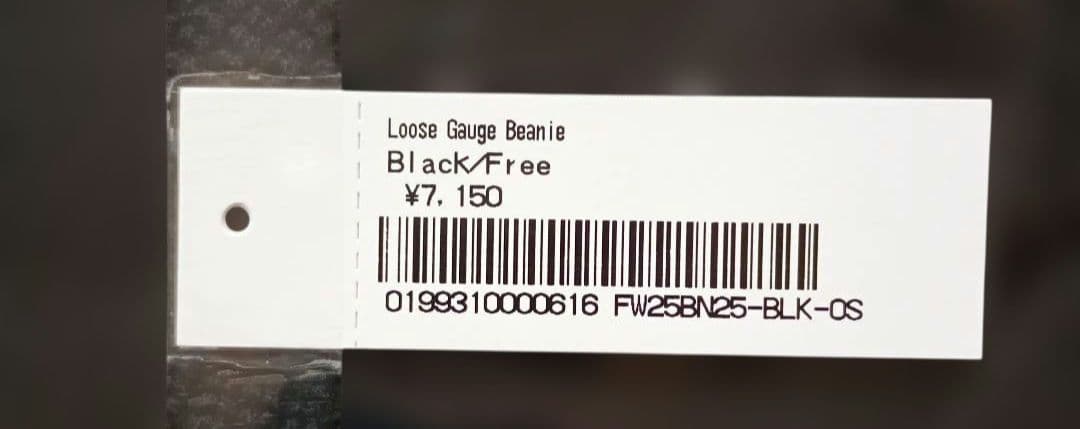 Loose Gauge Beanie
Black/Free
¥7,150
0199310000616 FW25BN25-BLK-OS